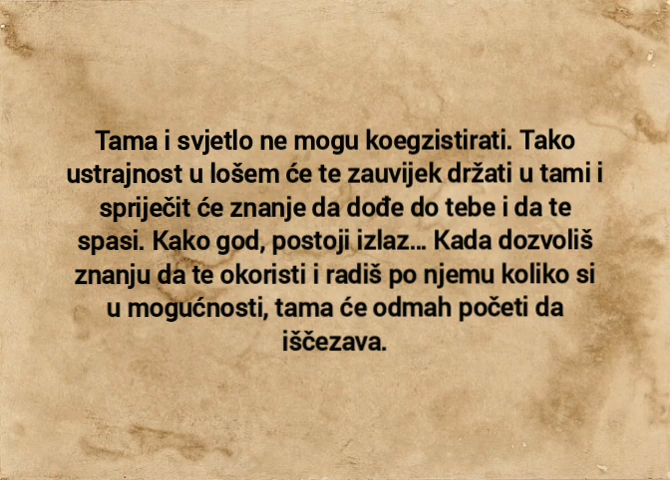 Tama i svjetlo ne mogu koegzistirati. Tako
ustrajnost u lošem će te zauvijek držati u tami i
spriječit će znanje da dođe do tebe i da te
spasi. Kako god, postoji izlaz... Kada dozvoliš
znanju da te okoristi i radiš po njemu koliko si
u mogućnosti, tama će odmah početi da
iščezava.